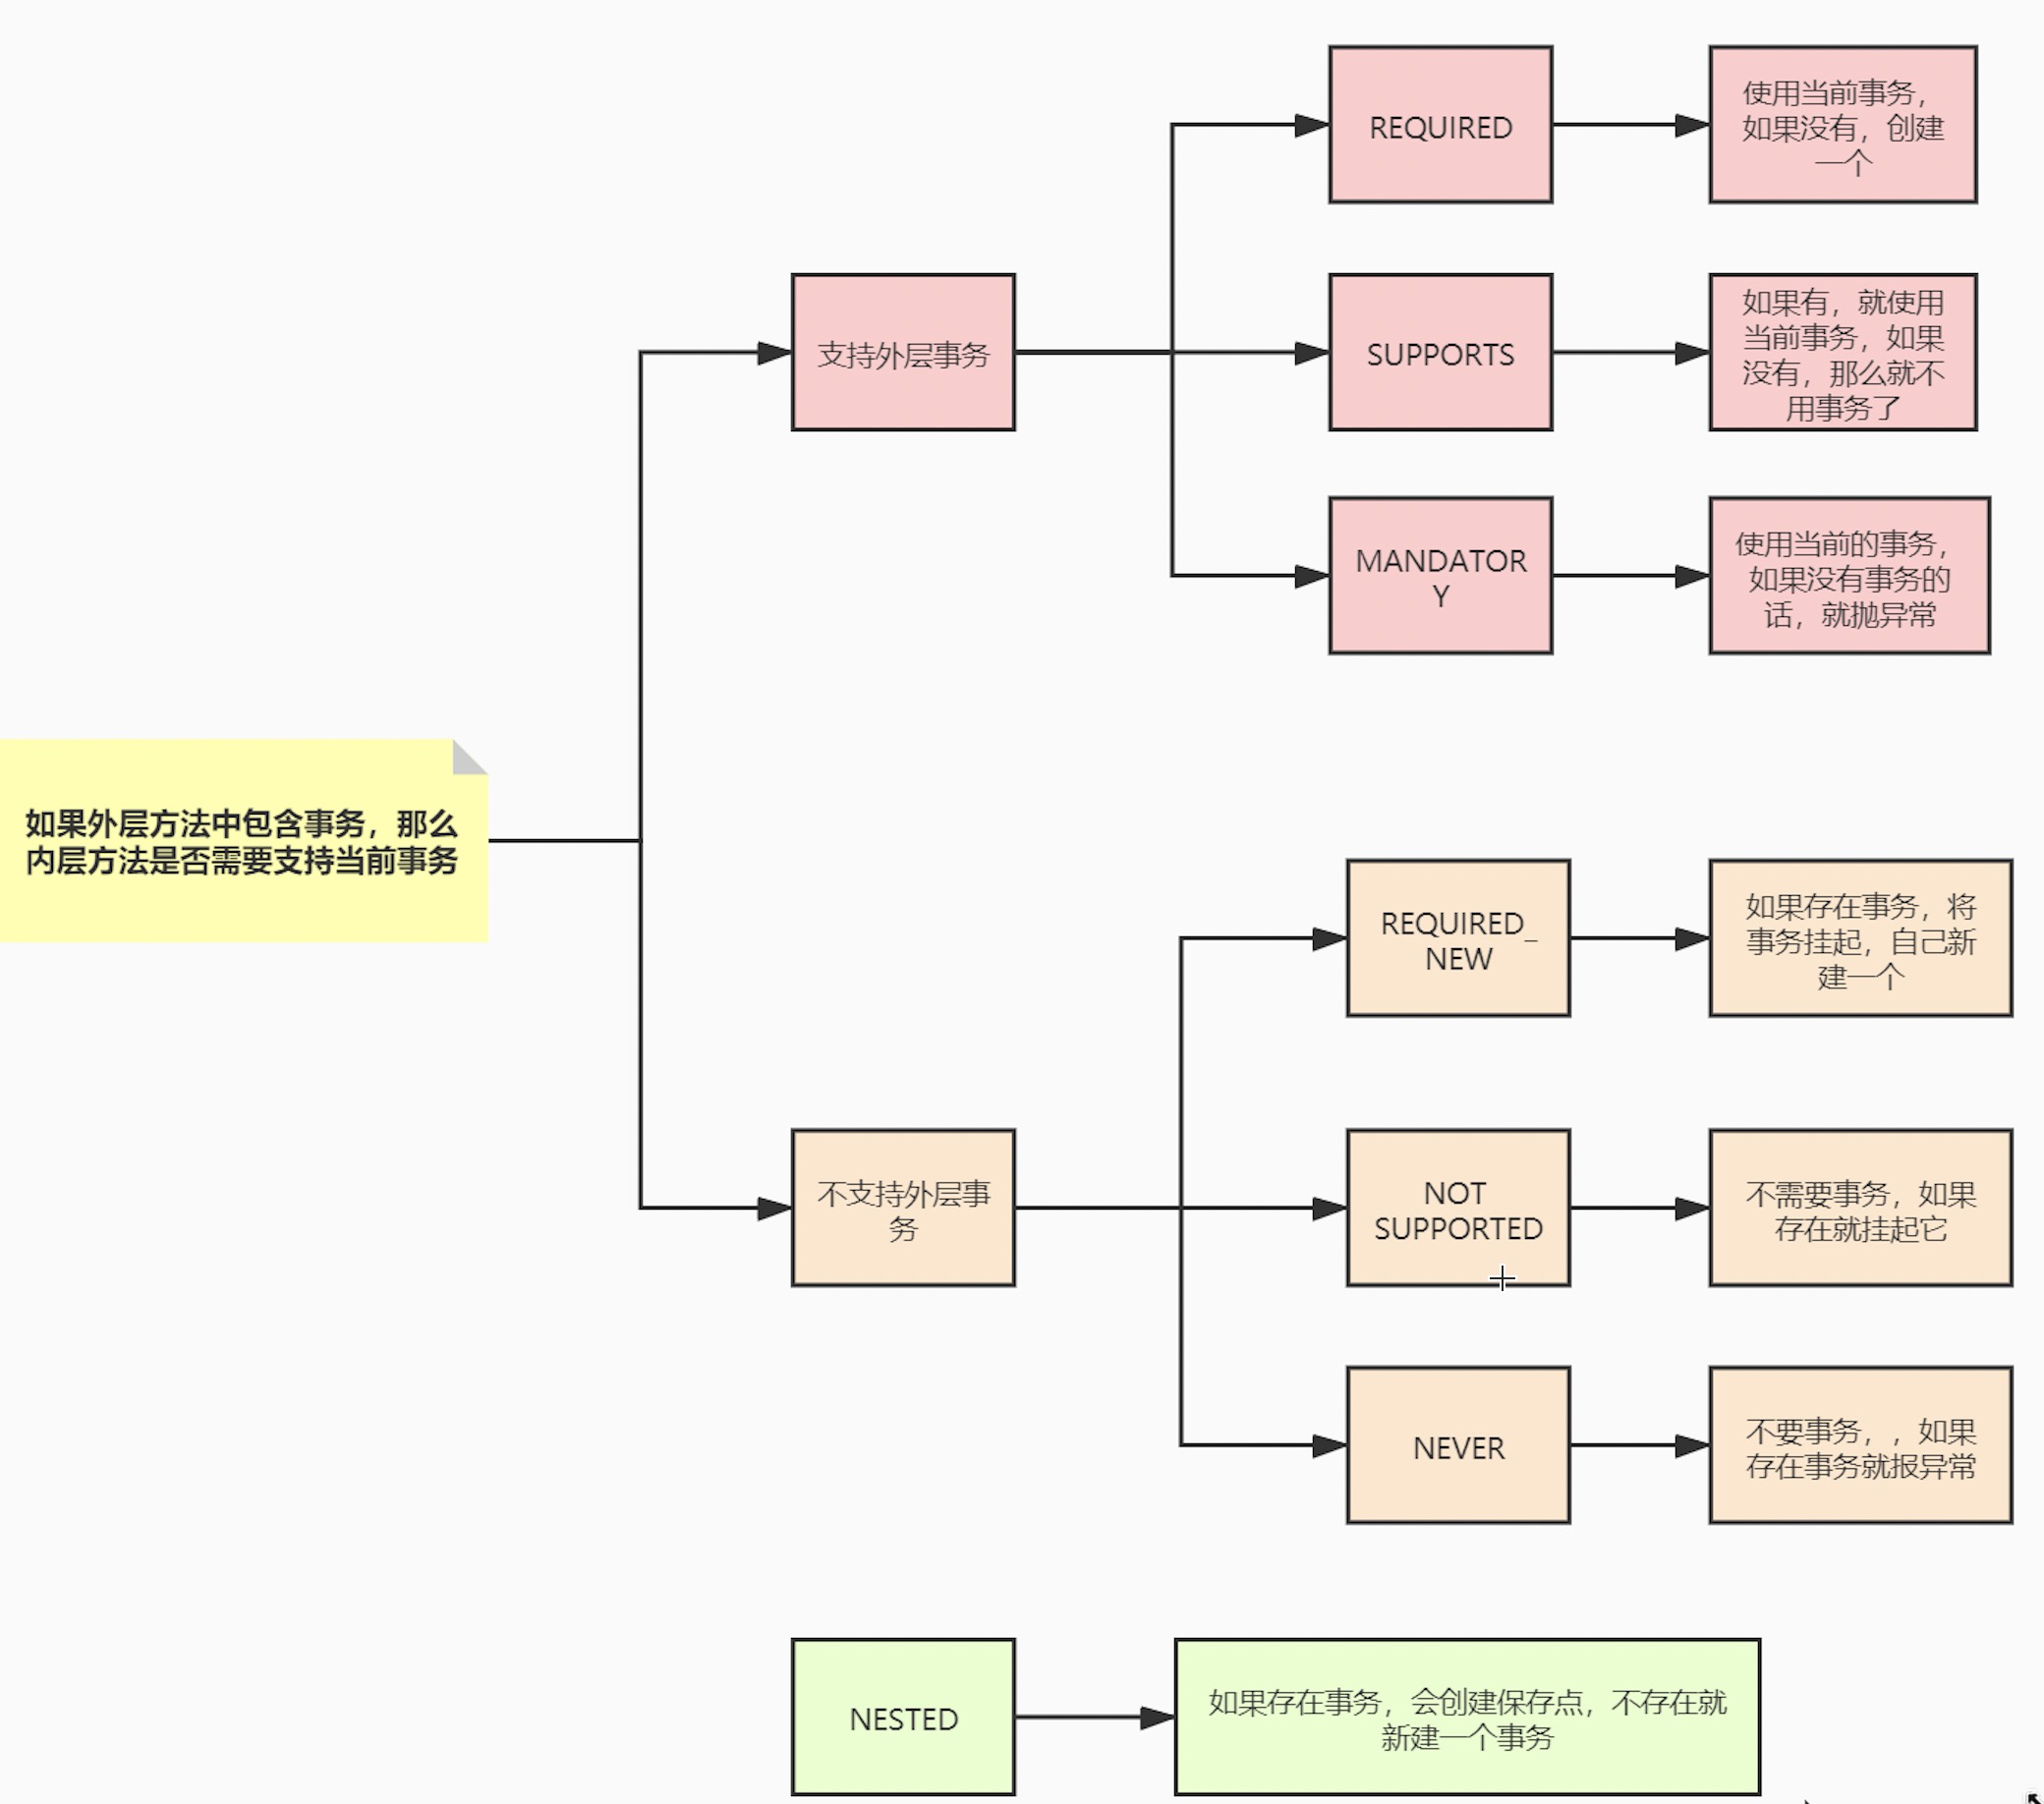 REQUIRED
使用当前事务，
如果没有，创建
一个
支持外层事务
SUPPORTS
如果有，就使用
当前事务，如果
没有，那么就不
用事务了
MANDATOR
Y
使用当前的事务，
如果没有事务的
话，就抛异常
如果外层方法中包含事务，那么
内层方法是否需要支持当前事务
REQUIRED_
NEW
如果存在事务，将
事务挂起，自己新
建一个
不支持外层事
务
NOT
SUPPORTED
不需要事务，如果
存在就挂起它
NEVER
不要事务，，如果
存在事务就报异常
NESTED
如果存在事务，会创建保存点，不存在就
新建一个事务